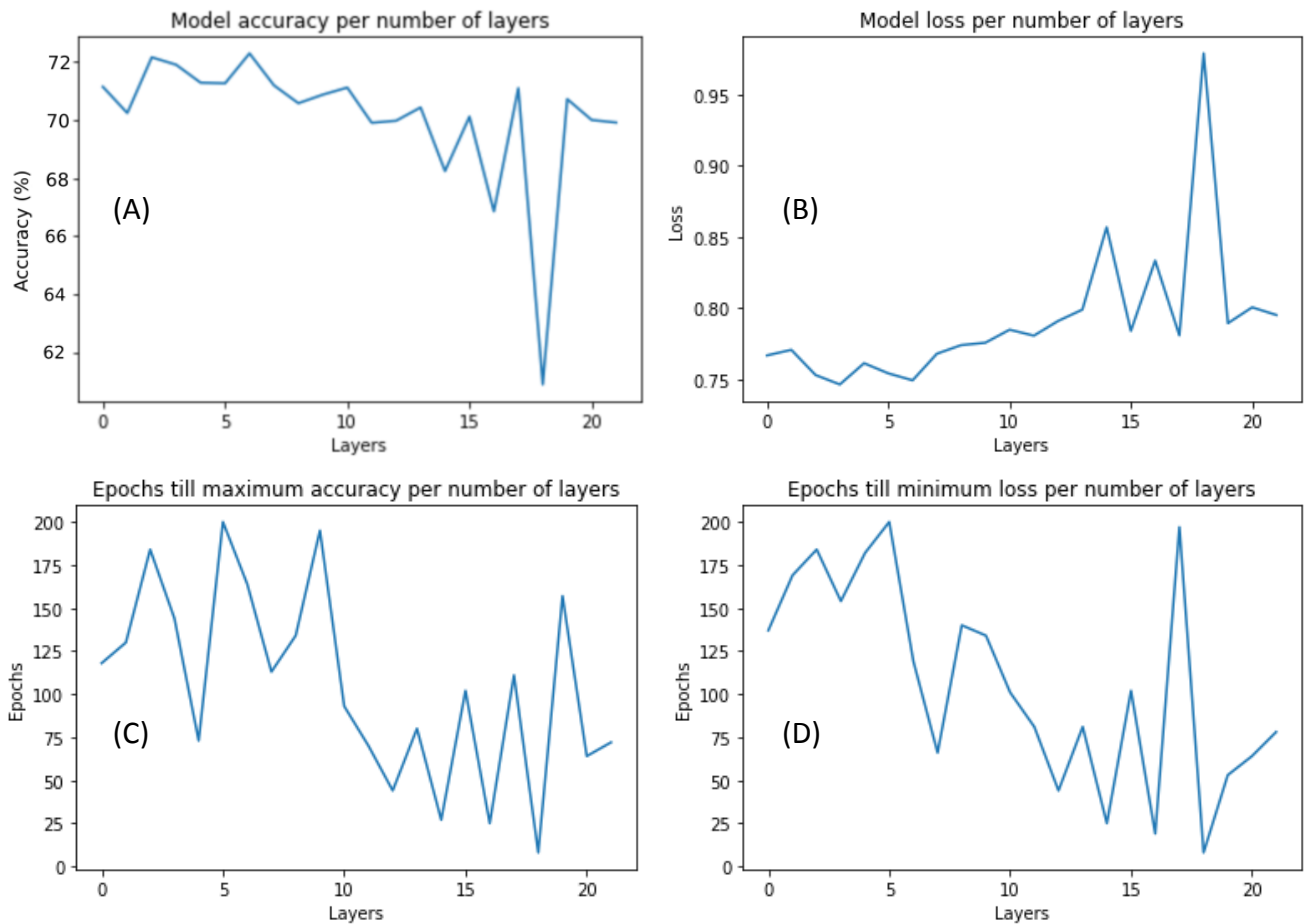 Model accuracy per number of layers
72
70
68
66
64
62
Accuracy (%)
(A)
0 5 10 15 20
Layers
Model loss per number of layers
0.95
0.90
0.85
0.80
0.75
Loss
(B)
0 5 10 15 20
Layers
Epochs till maximum accuracy per number of layers
200
175
150
125
100
75
50
25
0
Epochs
(C)
0 5 10 15 20
Layers
Epochs till minimum loss per number of layers
200
175
150
125
100
75
50
25
0
Epochs
(D)
0 5 10 15 20
Layers